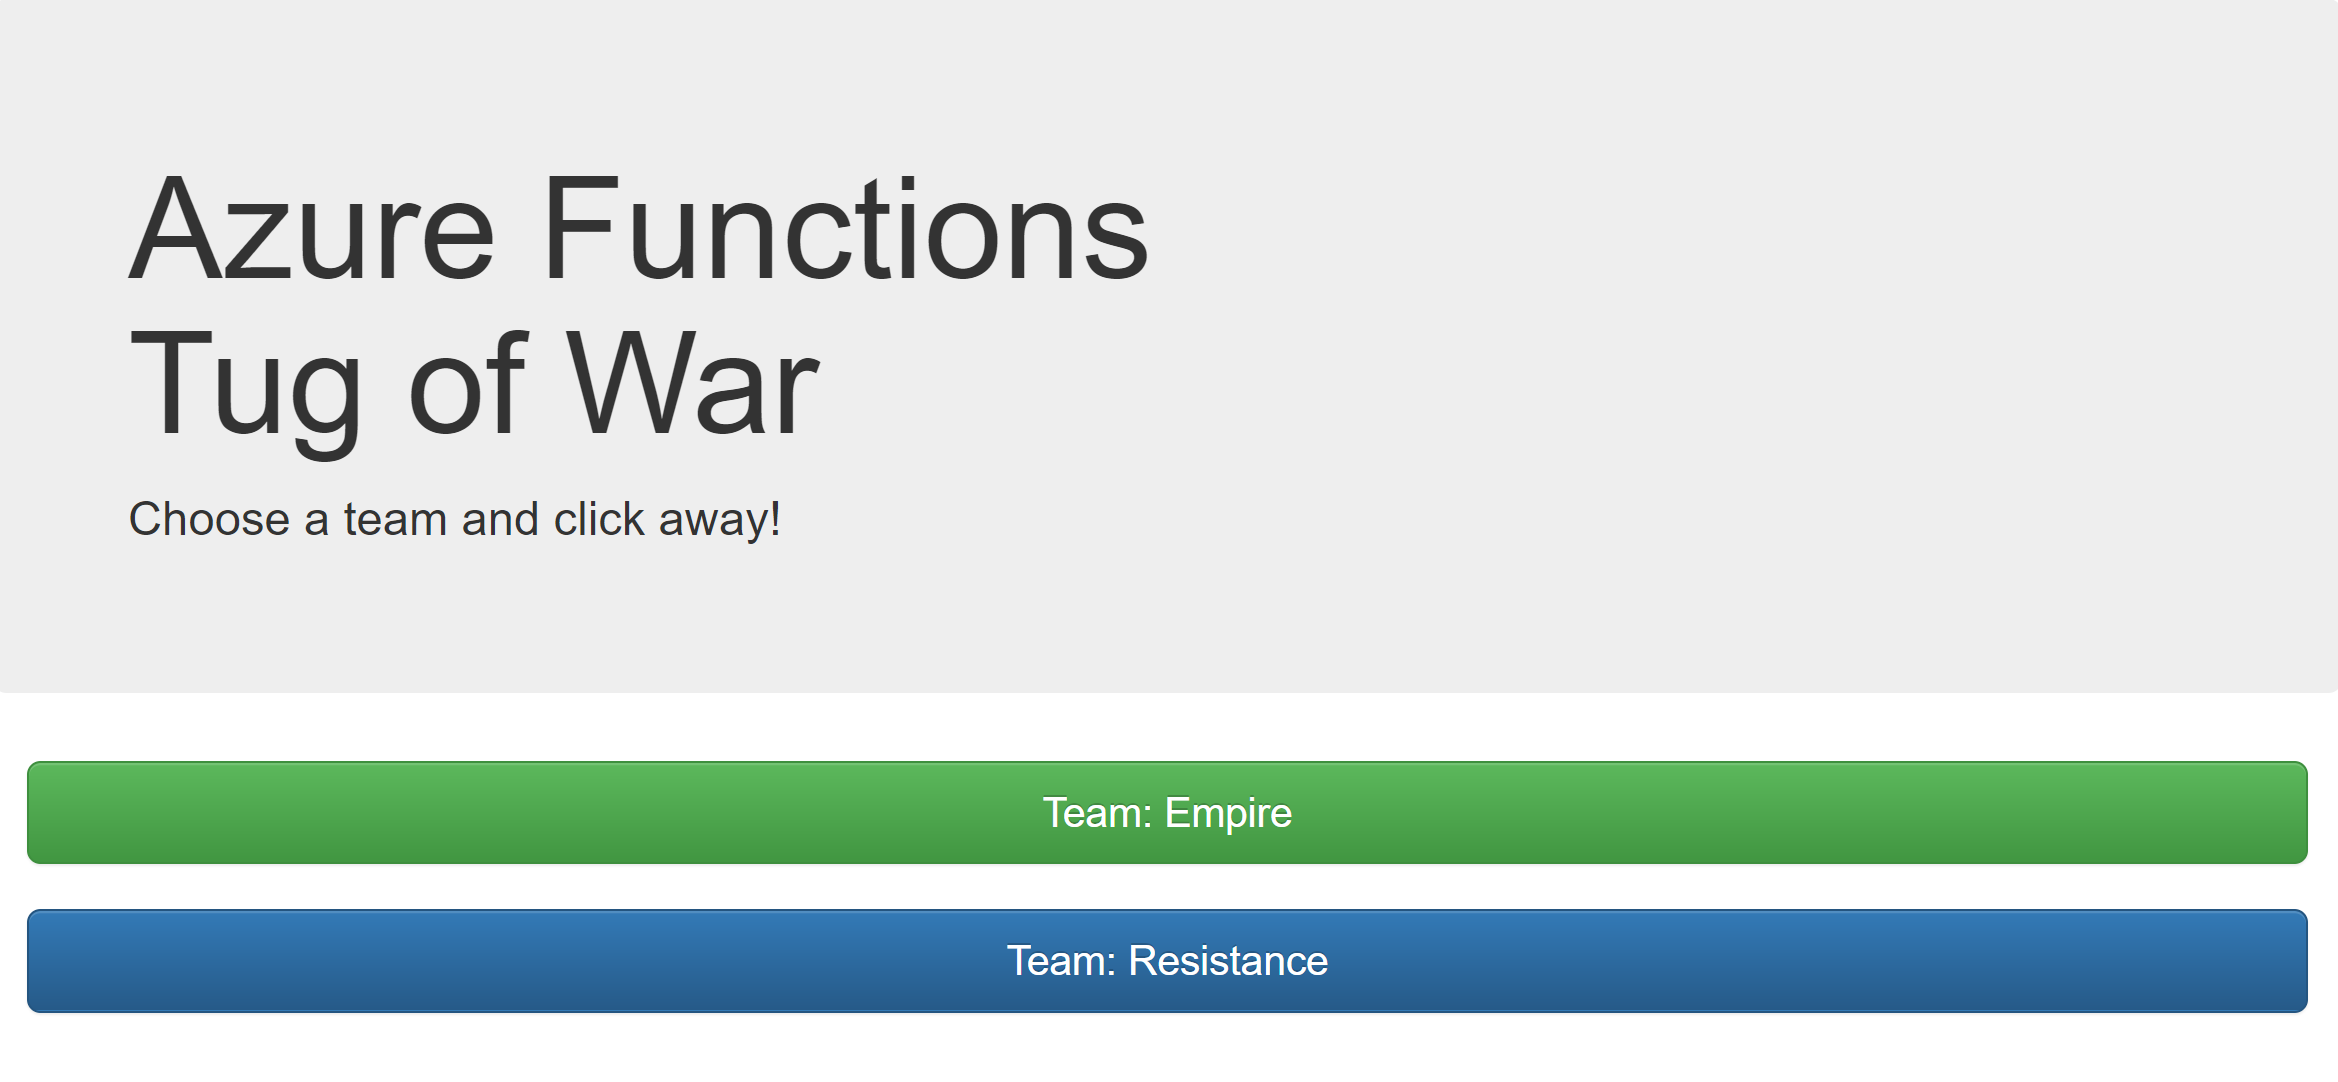 Azure Functions
Tug of War
Choose a team and click away!
Team: Empire
Team: Resistance